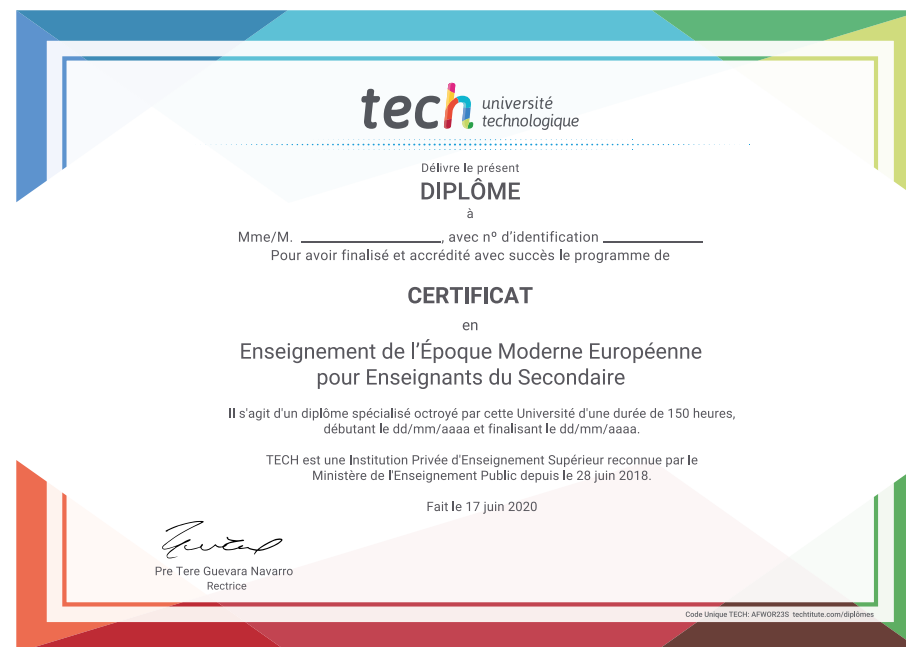 tech université
technologique
Délivre le présent
DIPLÔME
à
Mme/M. ____________________, avec nº d'identification ______________
Pour avoir finalisé et accrédité avec succès le programme de
CERTIFICAT
en
Enseignement de l'Époque Moderne Européenne
pour Enseignants du Secondaire
Il s'agit d'un diplôme spécialisé octroyé par cette Université d'une durée de 150 heures,
débutant le dd/mm/aaaa et finalisant le dd/mm/aaaa.
TECH est une Institution Privée d'Enseignement Supérieur reconnue par le
Ministère de l'Enseignement Public depuis le 28 juin 2018.
Fait le 17 juin 2020
Pre Tere Guevara Navarro
Rectrice
Code Unique TECH: AFWOR23S techtitute.com/diplômes